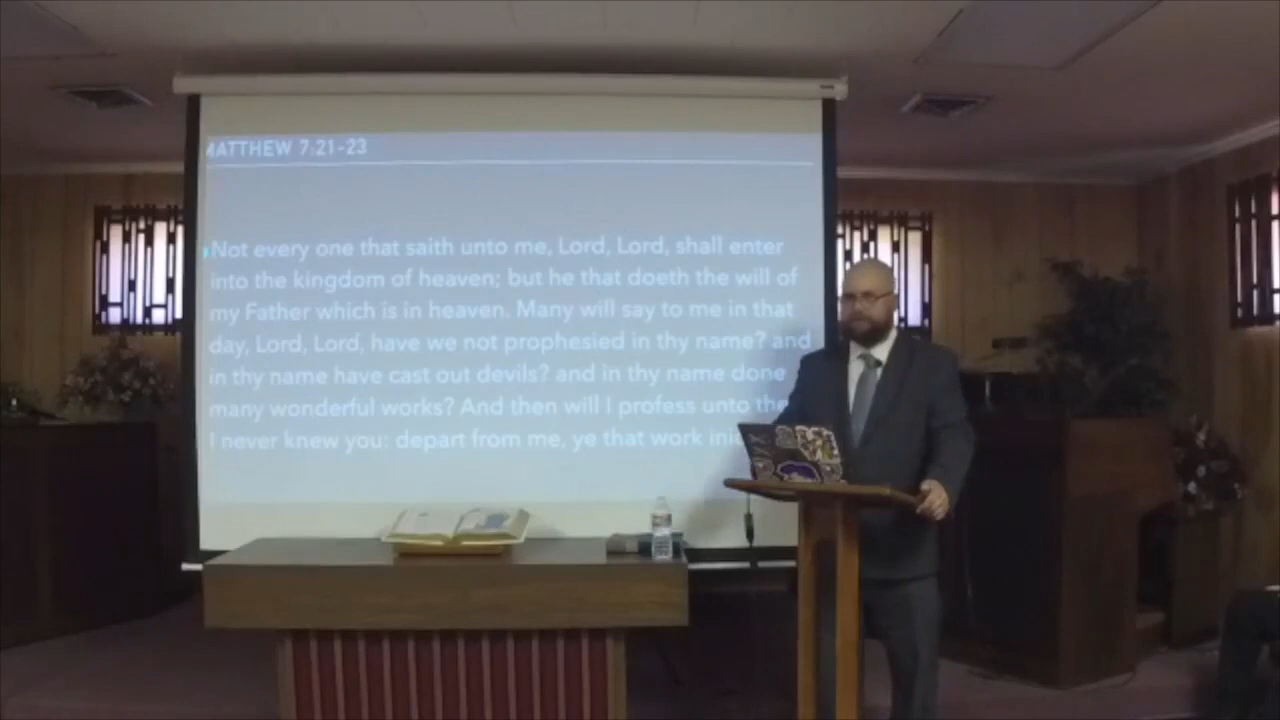 MATTHEW 7:21-23
Not every one that saith unto me, Lord, Lord, shall enter
into the kingdom of heaven; but he that doeth the will of
my Father which is in heaven. Many will say to me in that
day, Lord, Lord, have we not prophesied in thy name? and
in thy name have cast out devils? and in thy name done
many wonderful works? And then will I profess unto
I never knew you: depart from me, ye that work